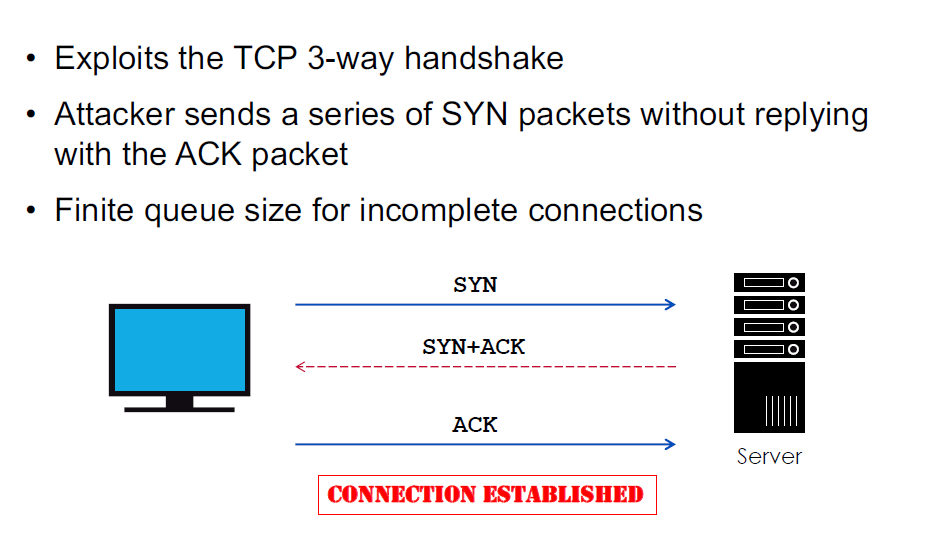 • Exploits the TCP 3-way handshake
• Attacker sends a series of SYN packets without replying
with the ACK packet
• Finite queue size for incomplete connections
SYN
SYN+ACK
ACK
Server
CONNECTION ESTABLISHED